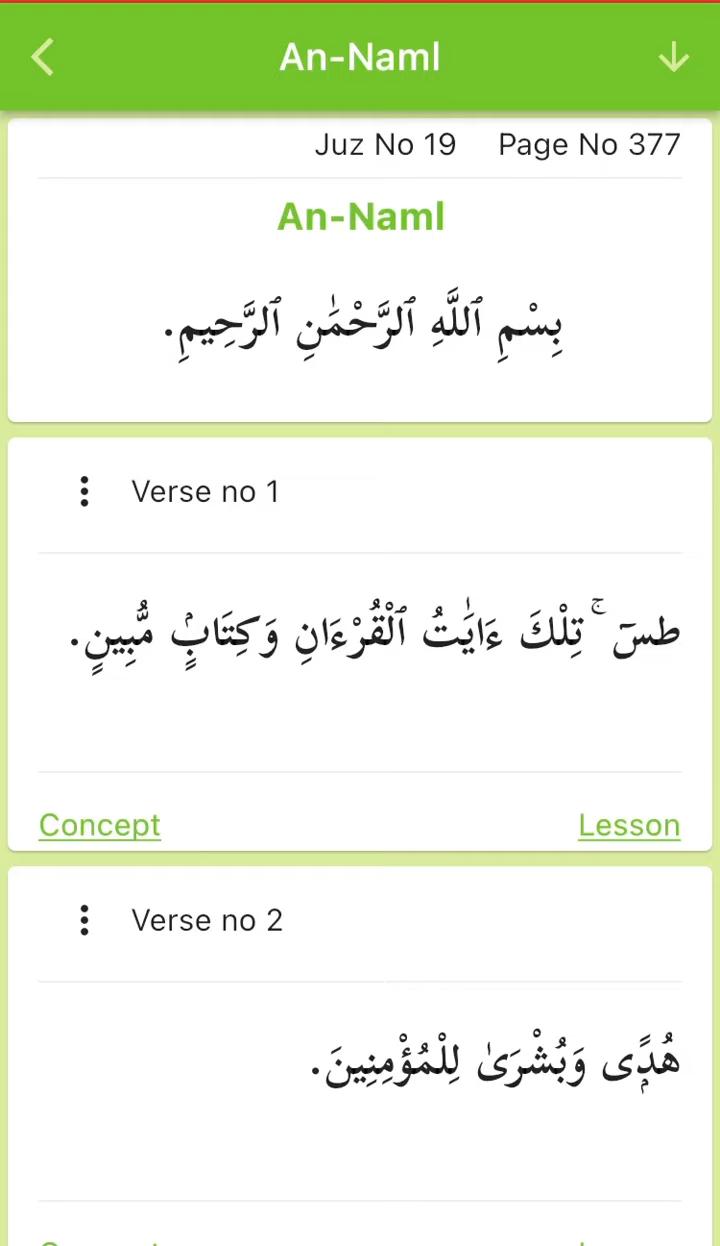 An-Naml
Juz No 19 Page No 377
An-Naml
بِسْمِ ٱللَّهِ ٱلرَّحْمَٰنِ ٱلرَّحِيمِ.
Verse no 1
طسٓ ۚ تِلْكَ ءَايَٰتُ ٱلْقُرْءَانِ وَكِتَابٍۢ مُّبِينٍ.
Concept Lesson
Verse no 2
هُدًۭى وَبُشْرَىٰ لِلْمُؤْمِنِينَ.